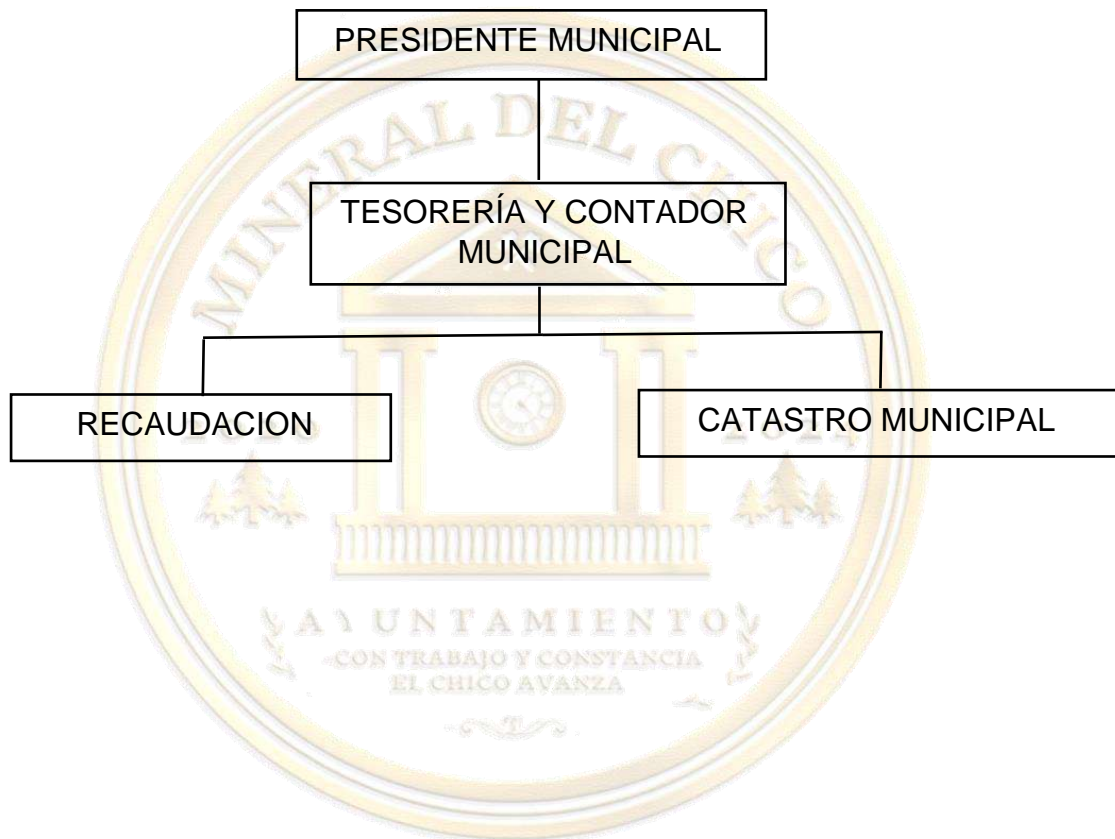 PRESIDENTE MUNICIPAL
MINERAL DEL CHICO
TESORERÍA Y CONTADOR
MUNICIPAL
RECAUDACION
CATASTRO MUNICIPAL
AYUNTAMIENTO
CON TRABAJO Y CONSTANCIA
EL CHICO AVANZA